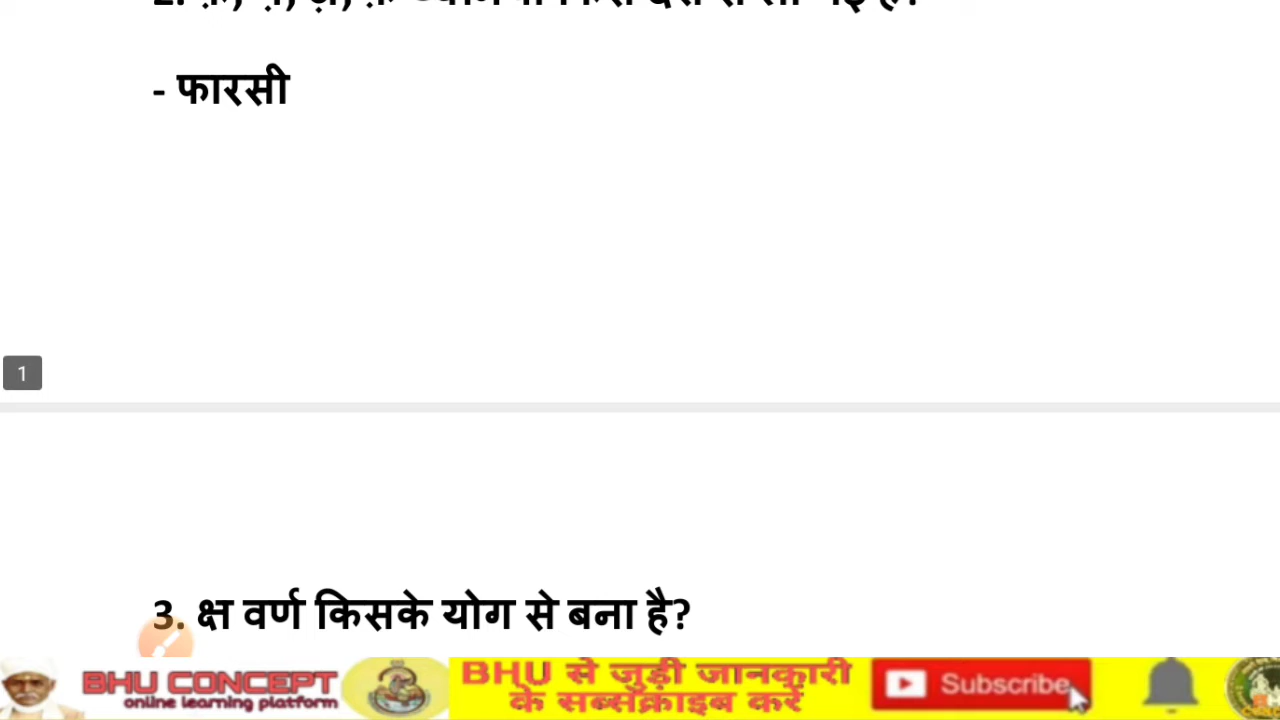 - फारसी
1
3. क्ष वर्ण किसके योग से बना है?
BHU CONCEPT
online learning platform
BHU से जुड़ी जानकारी
के सब्सक्राइब करें
Subscribe